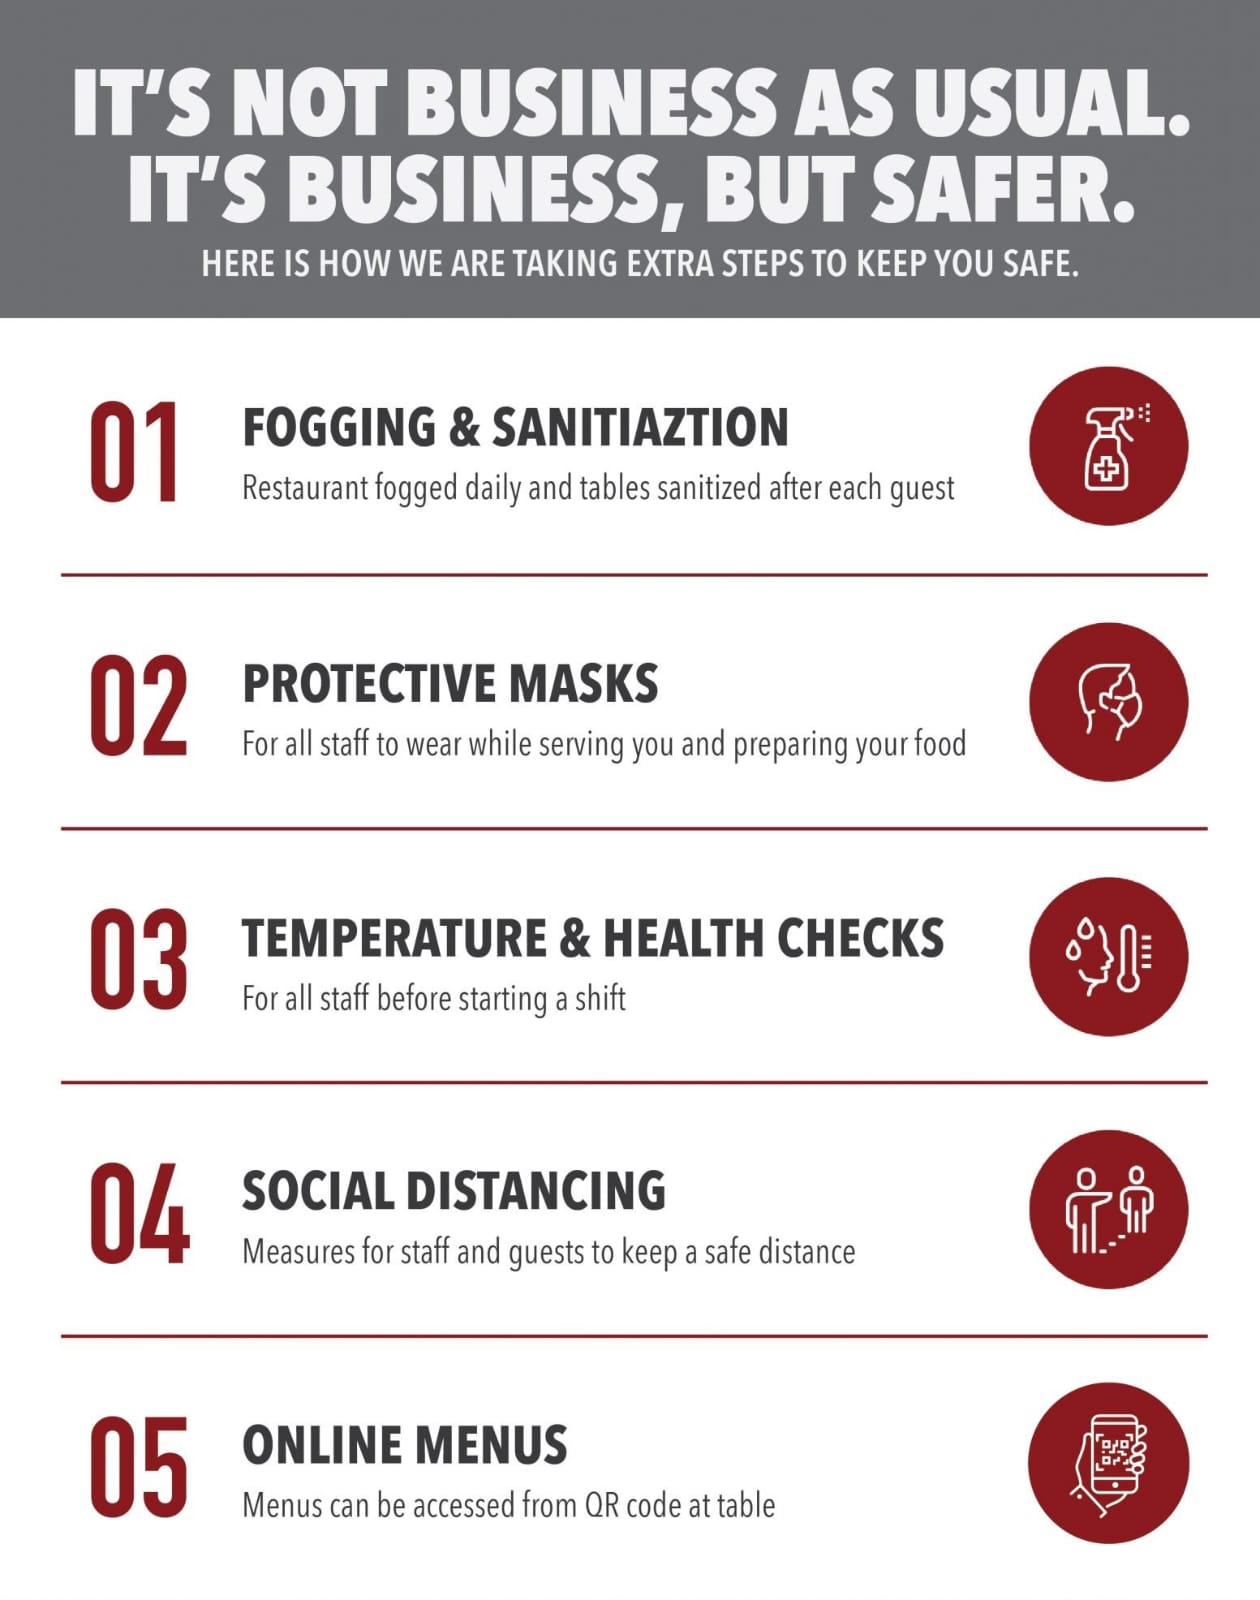 IT'S NOT BUSINESS AS USUAL.
IT'S BUSINESS, BUT SAFER.
HERE IS HOW WE ARE TAKING EXTRA STEPS TO KEEP YOU SAFE.
01
FOGGING & SANITIAZTION
Restaurant fogged daily and tables sanitized after each guest
02
PROTECTIVE MASKS
For all staff to wear while serving you and preparing your food
03
TEMPERATURE & HEALTH CHECKS
For all staff before starting a shift
04
SOCIAL DISTANCING
Measures for staff and guests to keep a safe distance
05
ONLINE MENUS
Menus can be accessed from QR code at table